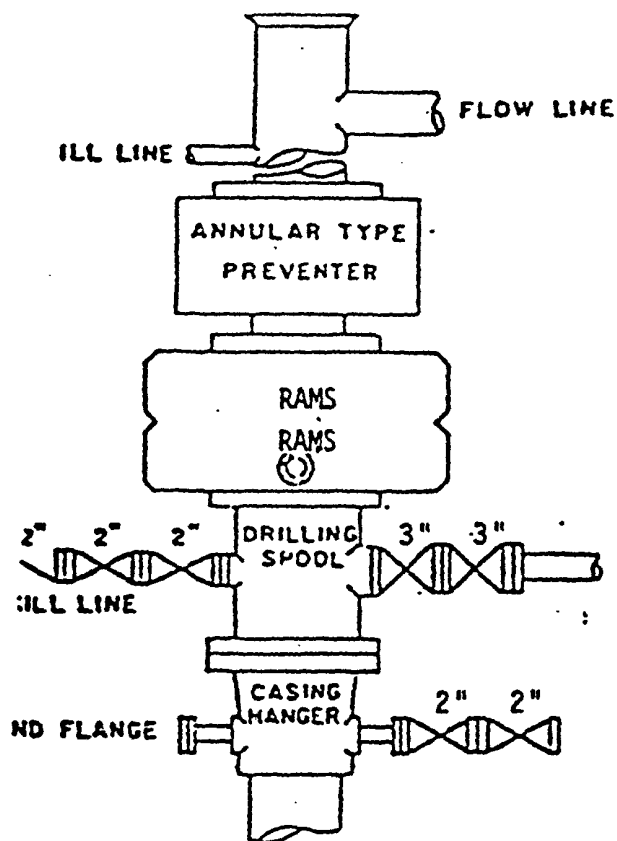 FLOW LINE
ILL LINE
ANNULAR TYPE
PREVENTER
RAMS
RAMS
2" 2" 2"
DRILLING
SPOOL
3" 3"
ILL LINE
CASING
HANGER
2" 2"
ND FLANGE